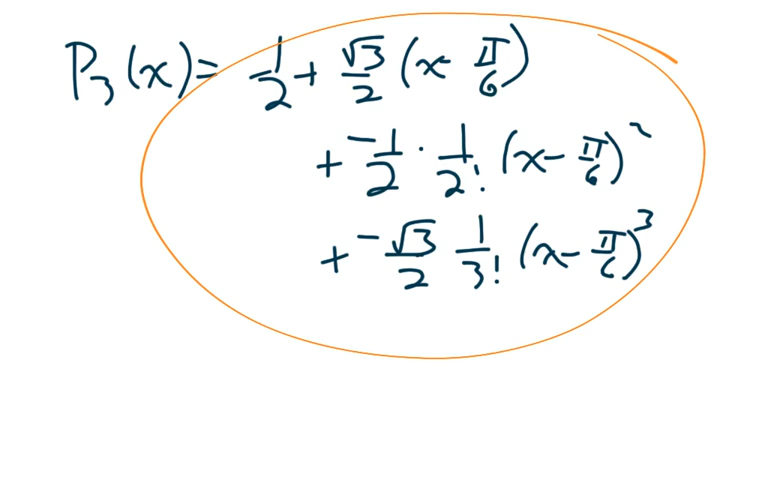 P₃(x) = 1/2 + √3/2 (x - π/6)
+ -1/2 · 1/2! (x - π/6)²
+ -√3/2 1/3! (x - π/6)³